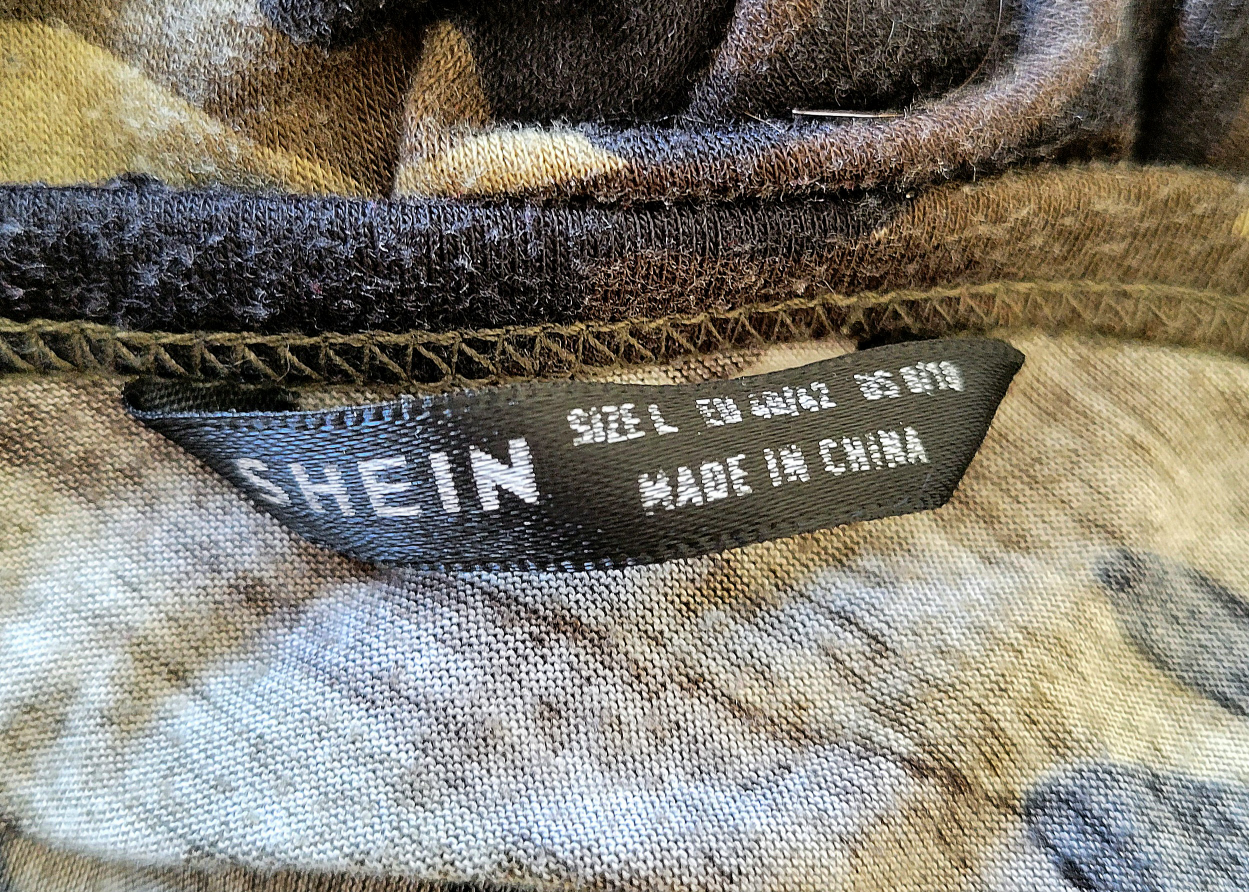 SHEIN
SIZE L EU 40/42 US 8/10
MADE IN CHINA